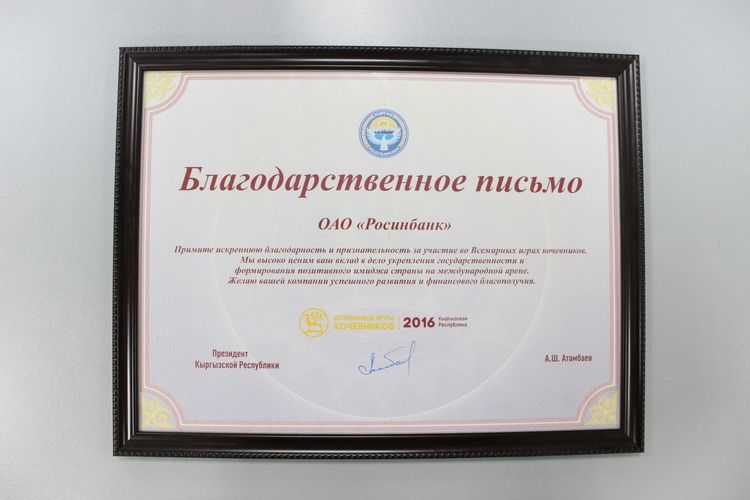 Благодарственное письмо
ОАО «Росинбанк»
Примите искреннюю благодарность и признательность за участие во Всемирных играх кочевников.
Мы высоко ценим ваш вклад в дело укрепления государственности и
формирования позитивного имиджа страны на международной арене.
Желаю вашей компании успешного развития и финансового благополучия.
ВСЕМИРНЫЕ ИГРЫ
КОЧЕВНИКОВ
2016
Кыргызская
Республика
Президент
Кыргызской Республики
А.Ш. Атамбаев